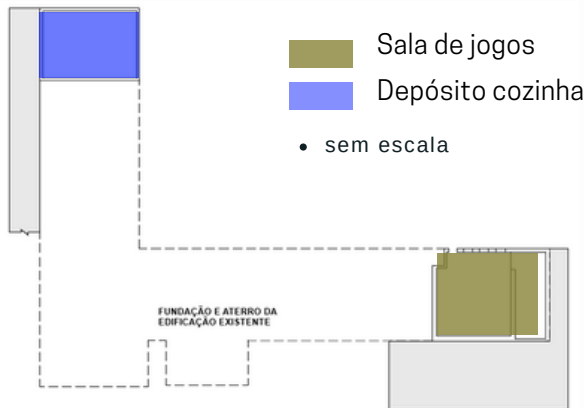 Sala de jogos
Depósito cozinha
• sem escala
FUNDAÇÃO E ATERRO DA
EDIFICAÇÃO EXISTENTE